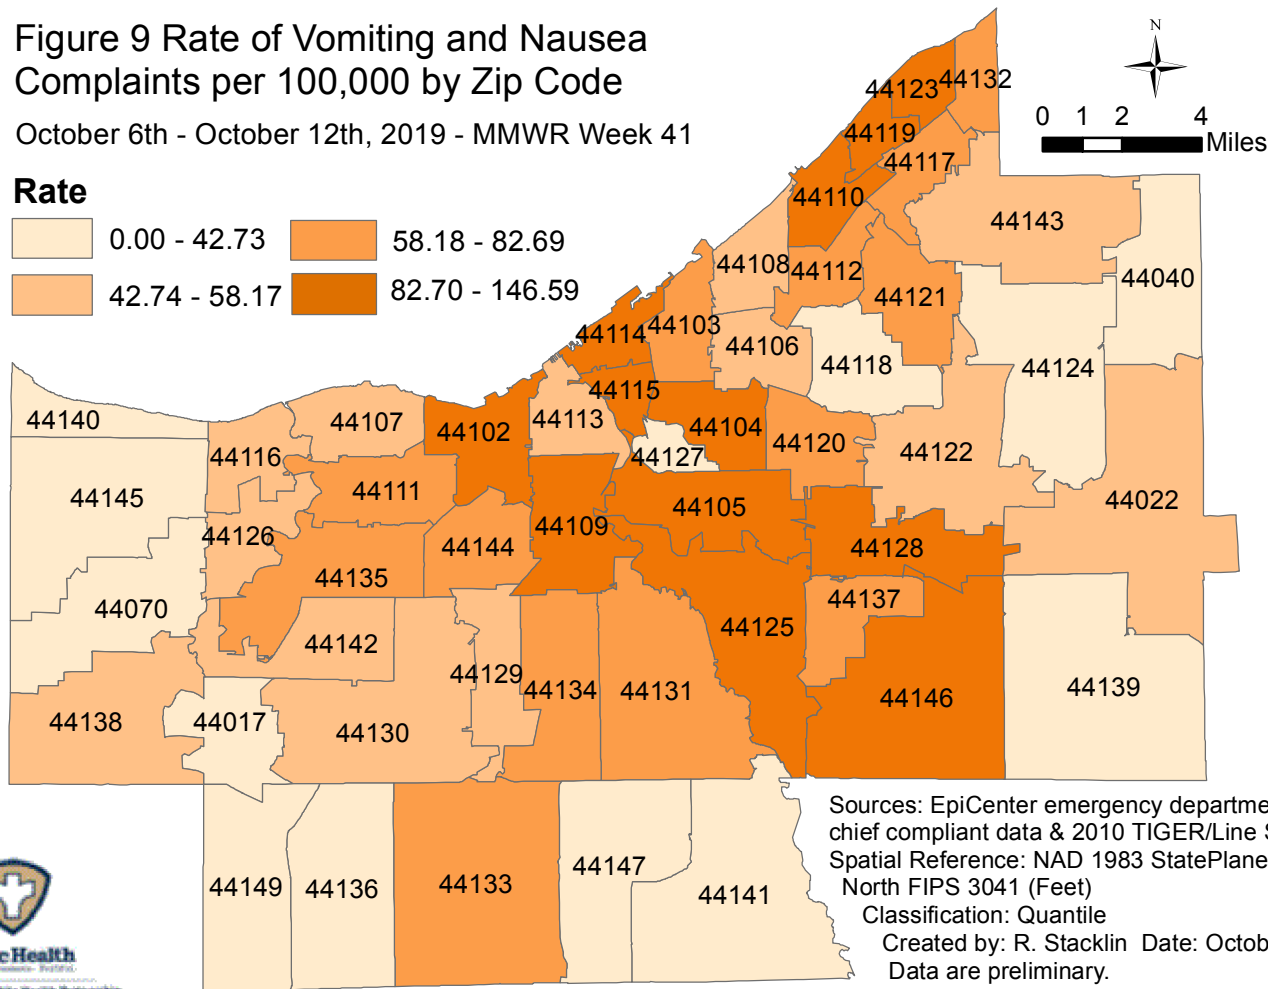 Figure 9 Rate of Vomiting and Nausea
Complaints per 100,000 by Zip Code
October 6th - October 12th, 2019 - MMWR Week 41
Rate
0.00 - 42.73
58.18 - 82.69
42.74 - 58.17
82.70 - 146.59
N
0 1 2 4
Miles
44132
44123
44119
44117
44110
44143
44108
44112
44040
44121
44114
44103
44106
44118
44124
44115
44140
44107
44113
44102
44104
44120
44116
44127
44122
44111
44145
44105
44022
44109
44126
44144
44128
44135
44070
44137
44125
44142
44129
44134
44131
44139
44146
44138
44017
44130
44149
44136
44133
44147
44141
Sources: EpiCenter emergency departme
chief compliant data & 2010 TIGER/Line S
Spatial Reference: NAD 1983 StatePlane
North FIPS 3041 (Feet)
Classification: Quantile
Created by: R. Stacklin Date: Octob
Data are preliminary.
cHealth